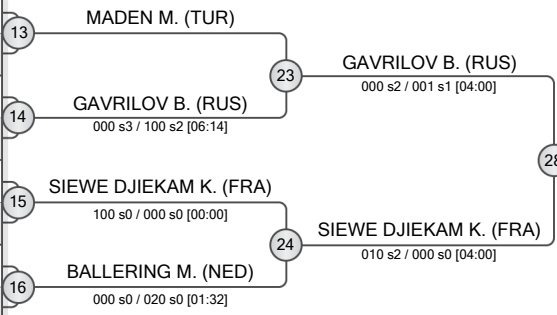 MADEN M. (TUR)
13
23
GAVRILOV B. (RUS)
000 s2 / 001 s1 [04:00]
GAVRILOV B. (RUS)
14
000 s3 / 100 s2 [06:14]
28
SIEWE DJIEKAM K. (FRA)
15
100 s0 / 000 s0 [00:00]
SIEWE DJIEKAM K. (FRA)
24
010 s2 / 000 s0 [04:00]
BALLERING M. (NED)
16
000 s0 / 020 s0 [01:32]